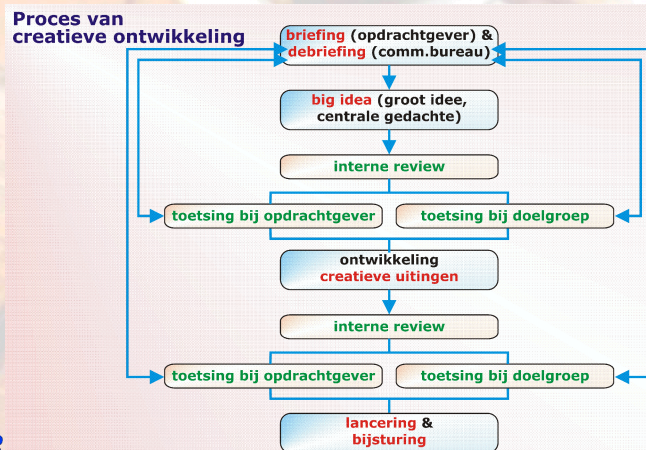 Proces van
creatieve ontwikkeling
briefing (opdrachtgever) &
debriefing (comm.bureau)
big idea (groot idee,
centrale gedachte)
interne review
toetsing bij opdrachtgever
toetsing bij doelgroep
ontwikkeling
creatieve uitingen
interne review
toetsing bij opdrachtgever
toetsing bij doelgroep
lancering &
bijsturing